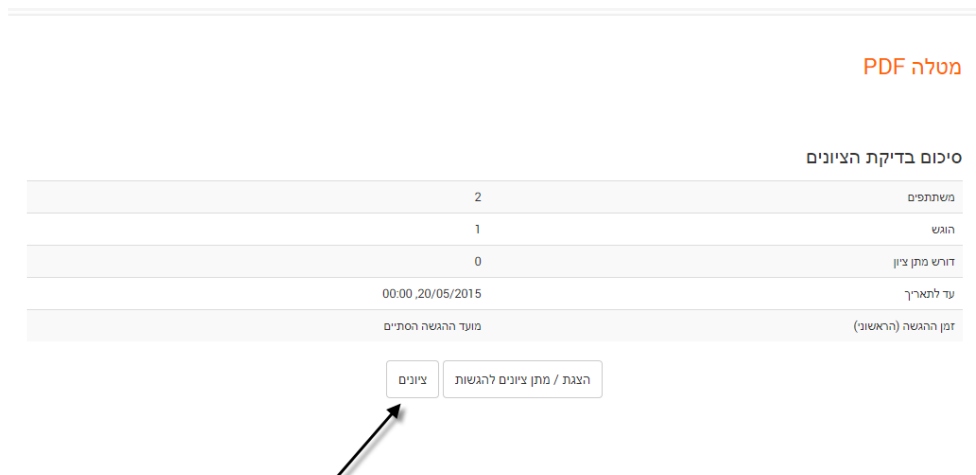 מטלה PDF
סיכום בדיקת הציונים
משתתפים 2
הוגש 1
דורש מתן ציון 0
עד לתאריך 20/05/2015, 00:00
זמן ההגשה (הראשוני) מועד ההגשה הסתיים
הצגת / מתן ציונים להגשות ציונים